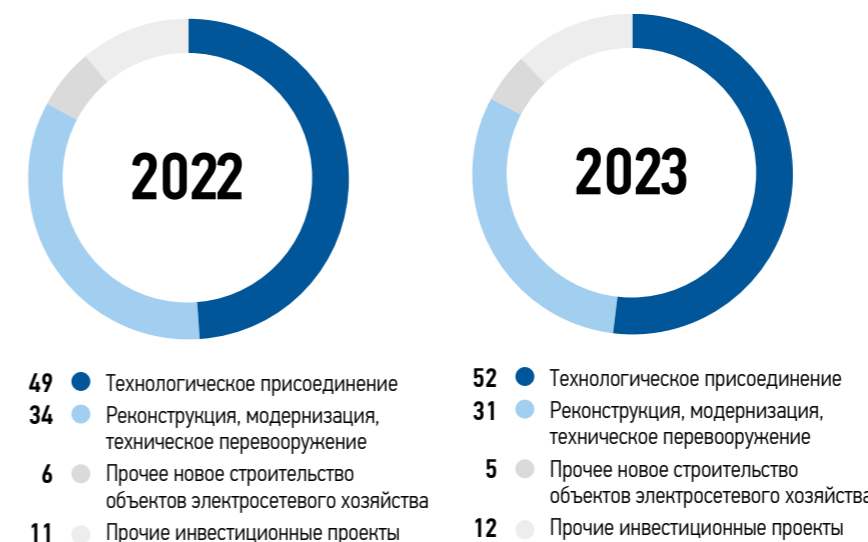 2022
49 Технологическое присоединение
34 Реконструкция, модернизация,
техническое перевооружение
6 Прочее новое строительство
объектов электросетевого хозяйства
11 Прочие инвестиционные проекты
2023
52 Технологическое присоединение
31 Реконструкция, модернизация,
техническое перевооружение
5 Прочее новое строительство
объектов электросетевого хозяйства
12 Прочие инвестиционные проекты